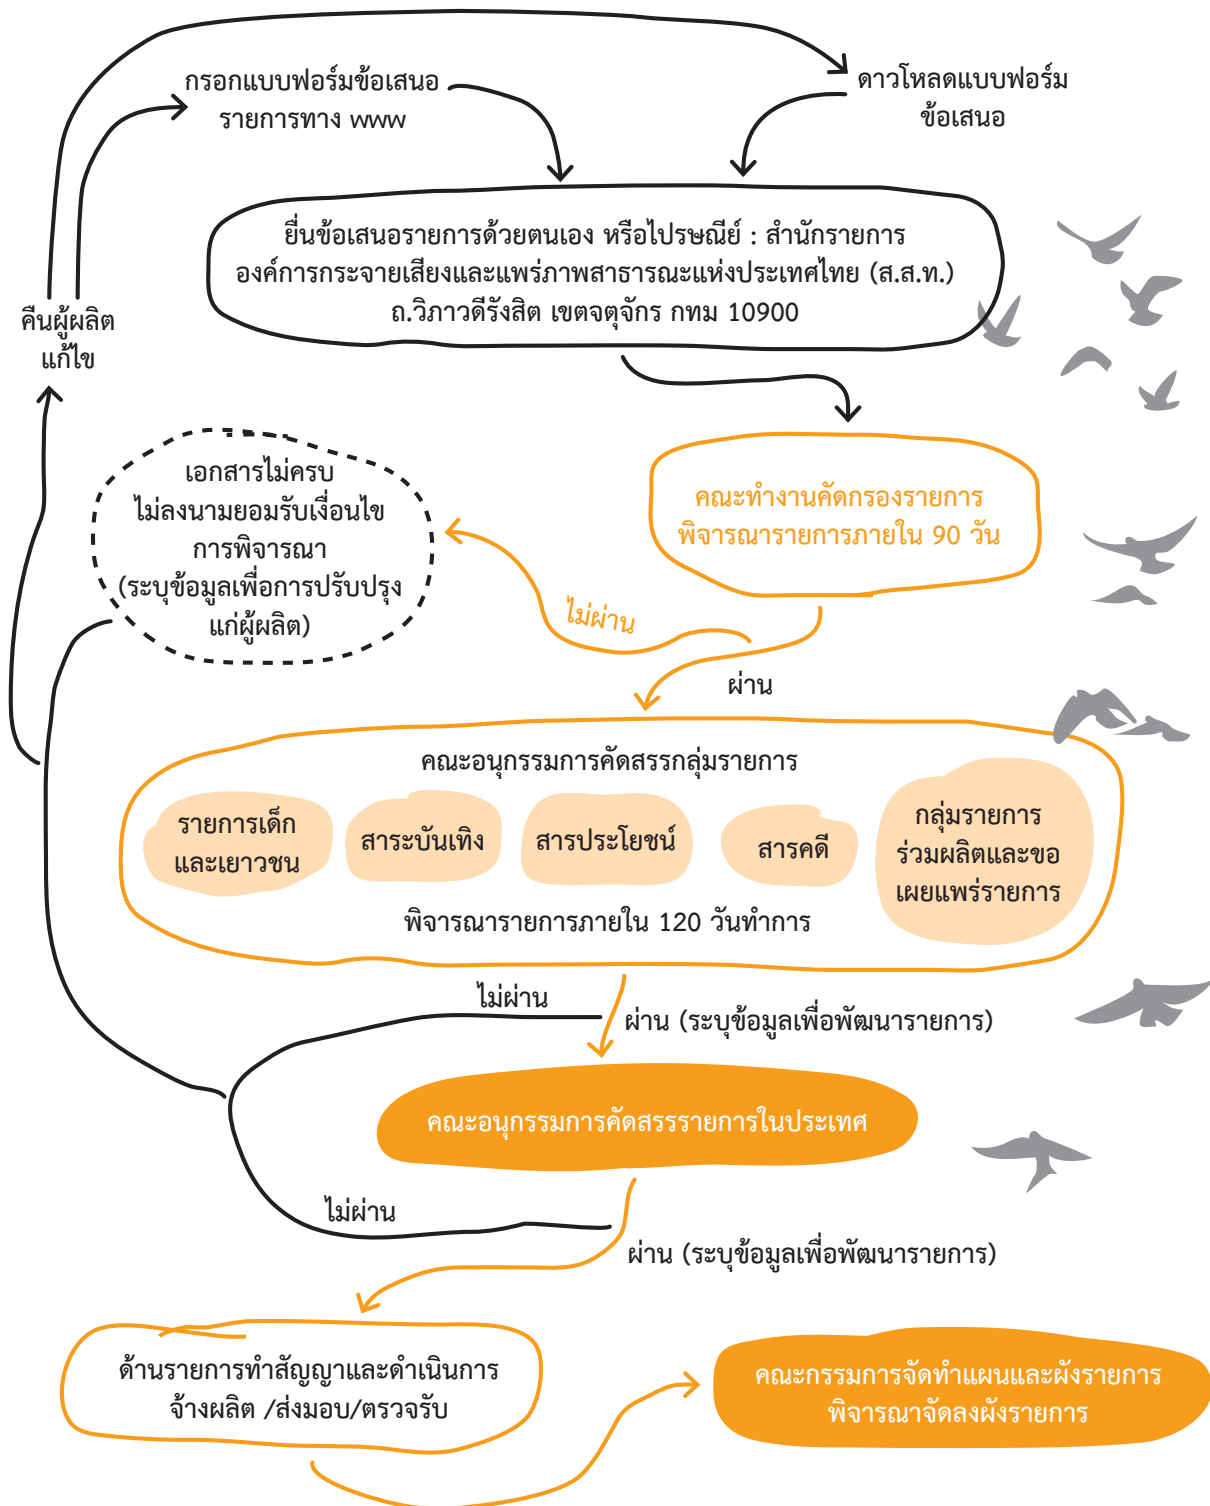 กรอกแบบฟอร์มข้อเสนอ
รายการทาง www
ดาวโหลดแบบฟอร์ม
ข้อเสนอ
ยื่นข้อเสนอรายการด้วยตนเอง หรือไปรษณีย์ : สำนักรายการ
องค์การกระจายเสียงและแพร่ภาพสาธารณะแห่งประเทศไทย (ส.ส.ท.)
ถ.วิภาวดีรังสิต เขตจตุจักร กทม 10900
คืนผู้ผลิต
แก้ไข
เอกสารไม่ครบ
ไม่ลงนามยอมรับเงื่อนไข
การพิจารณา
(ระบุข้อมูลเพื่อการปรับปรุง
แก่ผู้ผลิต)
คณะทำงานคัดกรองรายการ
พิจารณารายการภายใน 90 วัน
ไม่ผ่าน
ผ่าน
คณะอนุกรรมการคัดสรรกลุ่มรายการ
รายการเด็ก
และเยาวชน
สาระบันเทิง
สารประโยชน์
สารคดี
กลุ่มรายการ
ร่วมผลิตและขอ
เผยแพร่รายการ
พิจารณารายการภายใน 120 วันทำการ
ไม่ผ่าน
ผ่าน (ระบุข้อมูลเพื่อพัฒนารายการ)
คณะอนุกรรมการคัดสรรรายการในประเทศ
ไม่ผ่าน
ผ่าน (ระบุข้อมูลเพื่อพัฒนารายการ)
ด้านรายการทำสัญญาและดำเนินการ
จ้างผลิต /ส่งมอบ/ตรวจรับ
คณะกรรมการจัดทำแผนและผังรายการ
พิจารณาจัดลงผังรายการ